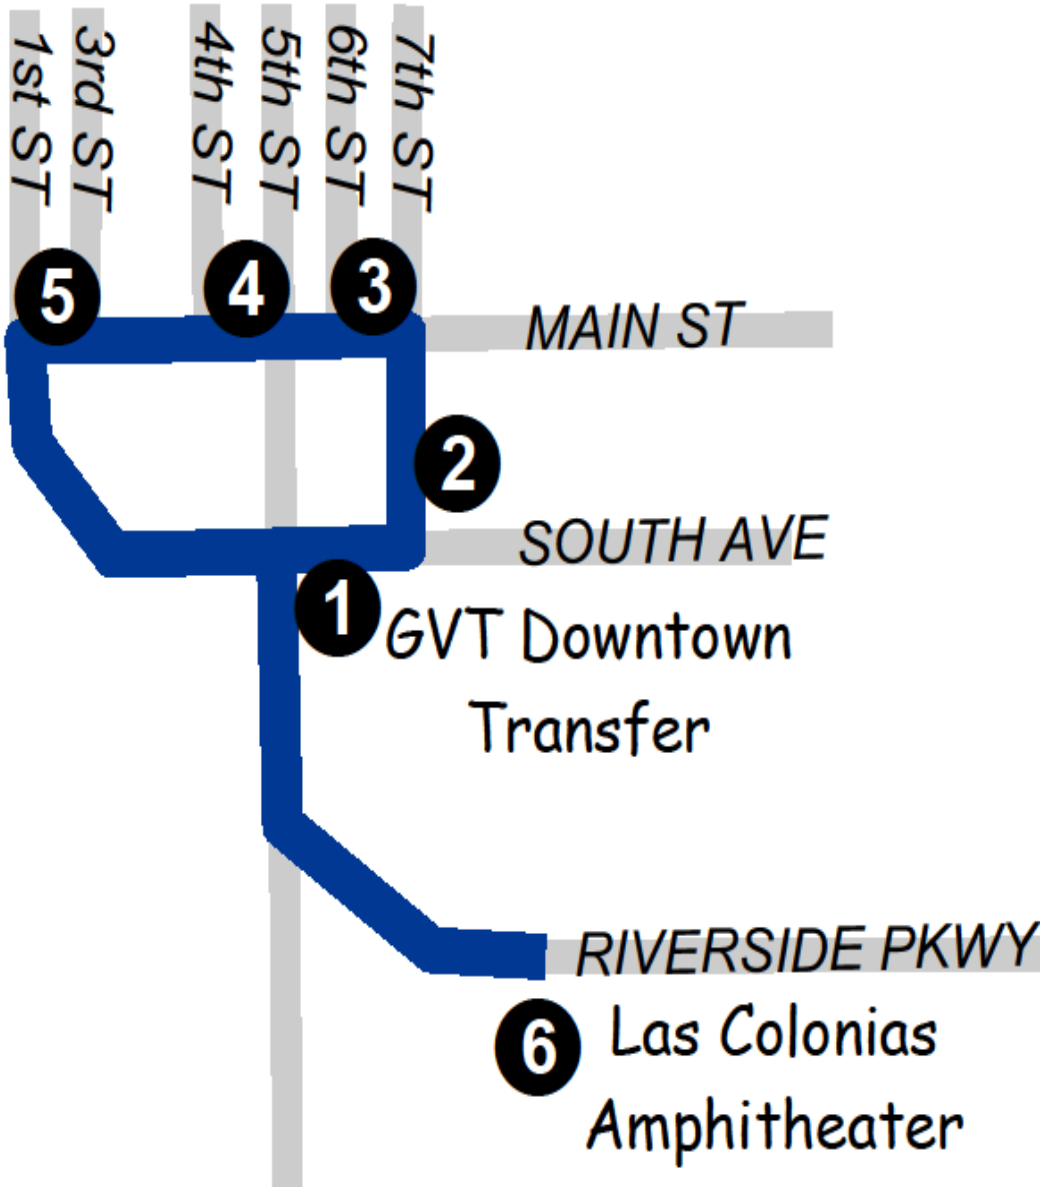 1st ST
3rd ST
4th ST
5th ST
6th ST
7th ST
5
4
3
MAIN ST
2
SOUTH AVE
1
GVT Downtown
Transfer
RIVERSIDE PKWY
6
Las Colonias
Amphitheater